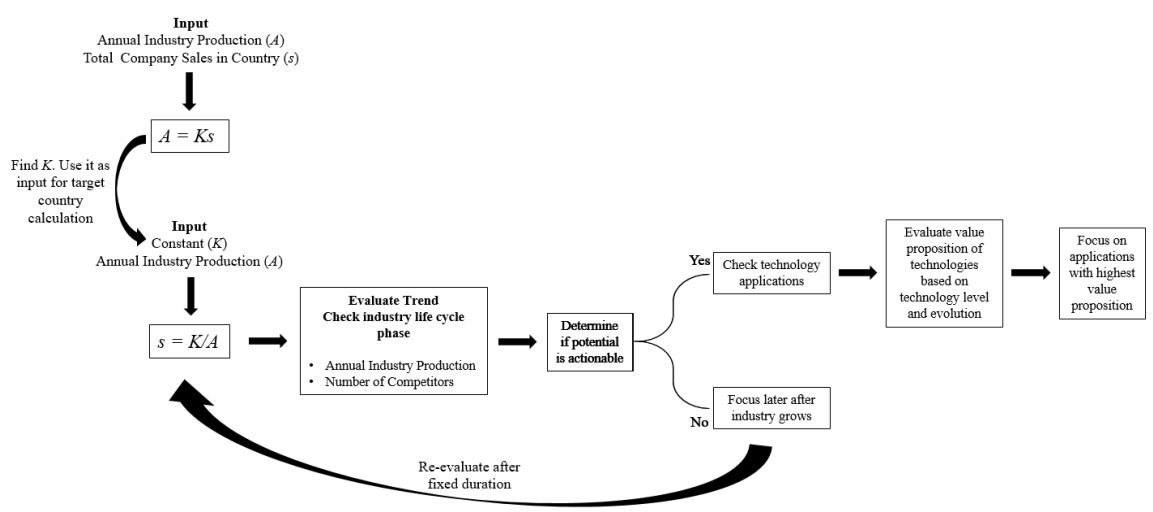 Input
Annual Industry Production (A)
Total Company Sales in Country (s)
A = Ks
Find K. Use it as
input for target
country
calculation
Input
Constant (K)
Annual Industry Production (A)
s = K/A
Evaluate Trend
Check industry life cycle
phase
• Annual Industry Production
• Number of Competitors
Determine
if potential
is actionable
Yes
Check technology
applications
Evaluate value
proposition of
technologies
based on
technology level
and evolution
Focus on
applications
with highest
value
proposition
No
Focus later after
industry grows
Re-evaluate after
fixed duration